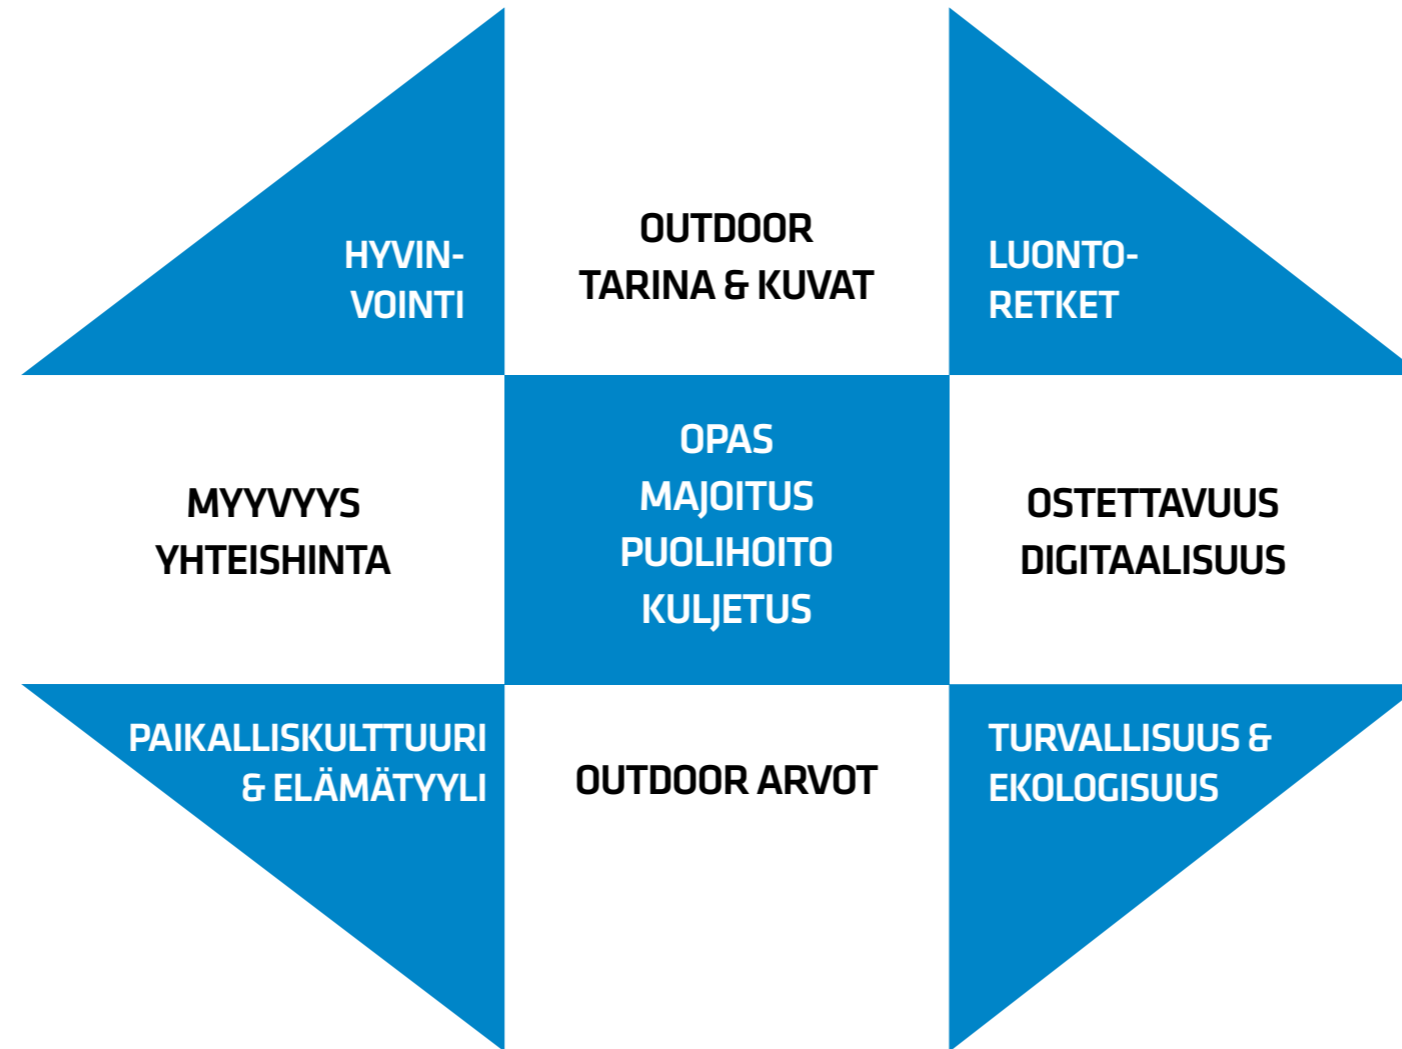 HYVIN-
VOINTI
OUTDOOR
TARINA & KUVAT
LUONTO-
RETKET
MYYVYYS
YHTEISHINTA
OPAS
MAJOITUS
PUOLIHOITO
KULJETUS
OSTETTAVUUS
DIGITAALISUUS
PAIKALLISKULTTUURI
& ELÄMÄTYYLI
OUTDOOR ARVOT
TURVALLISUUS &
EKOLOGISUUS